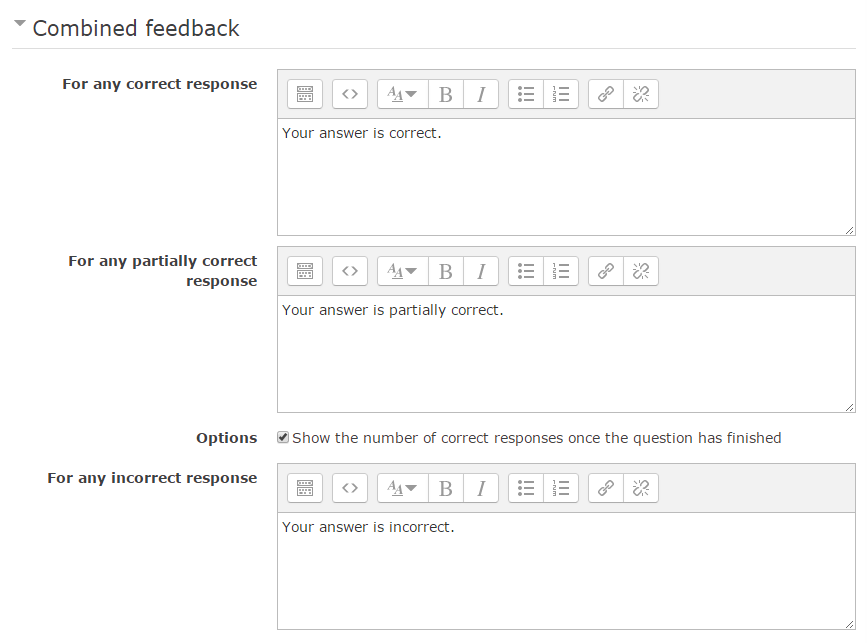 Combined feedback
For any correct response
Your answer is correct.
For any partially correct
response
Your answer is partially correct.
Options
Show the number of correct responses once the question has finished
For any incorrect response
Your answer is incorrect.